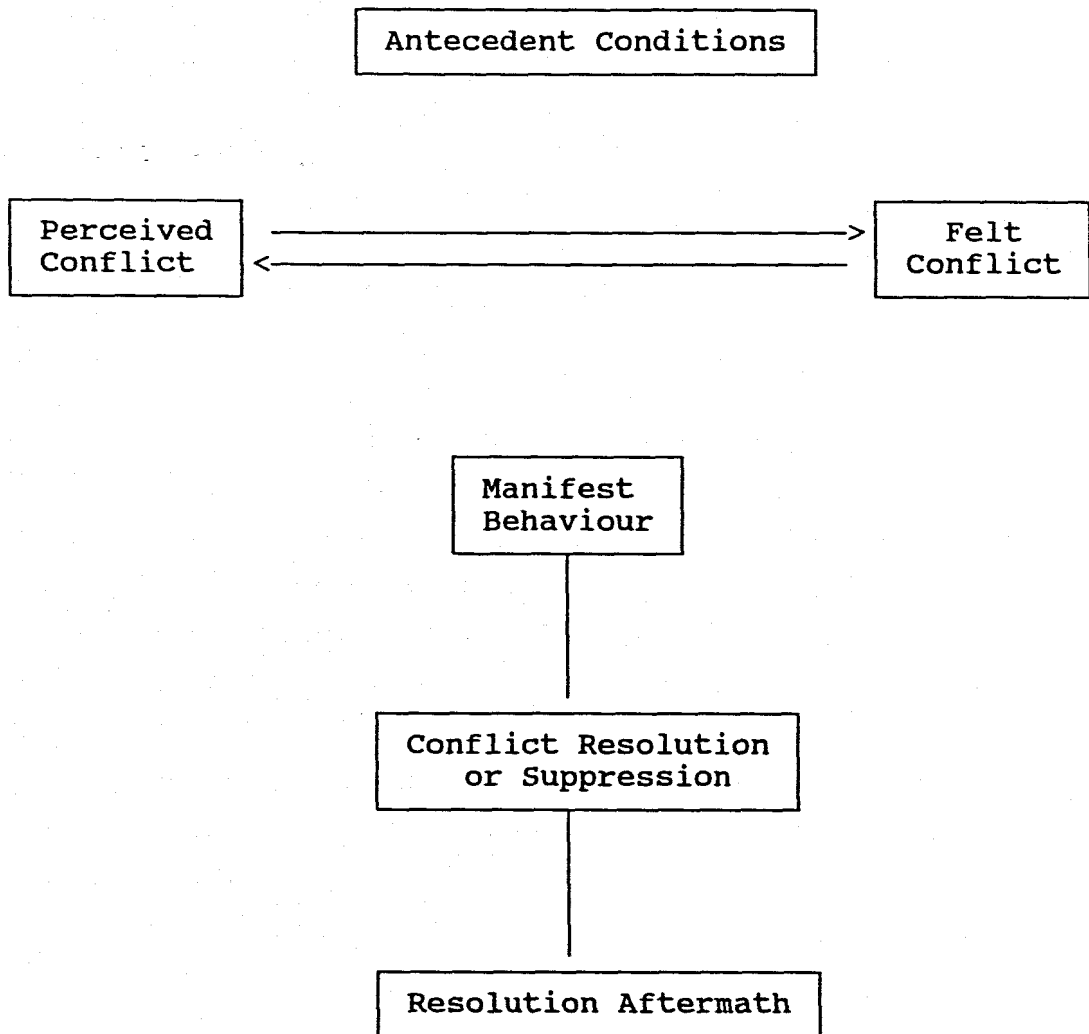 Antecedent Conditions
Perceived
Conflict
Felt
Conflict
Manifest
Behaviour
Conflict Resolution
or Suppression
Resolution Aftermath